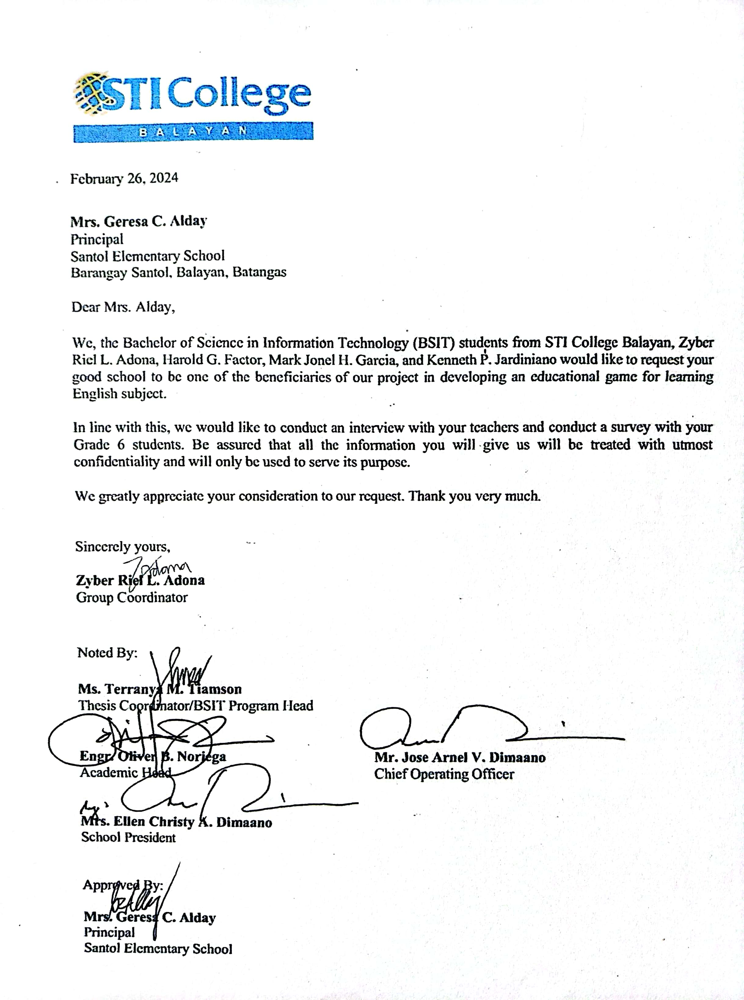 STI College
BALAYAN
February 26, 2024
Mrs. Geresa C. Alday
Principal
Santol Elementary School
Barangay Santol, Balayan, Batangas
Dear Mrs. Alday,
We, the Bachelor of Science in Information Technology (BSIT) students from STI College Balayan, Zyber
Riel L. Adona, Harold G. Factor, Mark Jonel H. Garcia, and Kenneth P. Jardiniano would like to request your
good school to be one of the beneficiaries of our project in developing an educational game for learning
English subject.
In line with this, we would like to conduct an interview with your teachers and conduct a survey with your
Grade 6 students. Be assured that all the information you will give us will be treated with utmost
confidentiality and will only be used to serve its purpose.
We greatly appreciate your consideration to our request. Thank you very much.
Sincerely yours,
Zyber Riel L. Adona
Group Coordinator
Noted By:
Ms. Terranya M. Tiamson
Thesis Coordinator/BSIT Program Head
Engr. Oliver B. Noriega
Academic Head
Mr. Jose Arnel V. Dimaano
Chief Operating Officer
Mrs. Ellen Christy A. Dimaano
School President
Approved By:
Mrs. Geresa C. Alday
Principal
Santol Elementary School